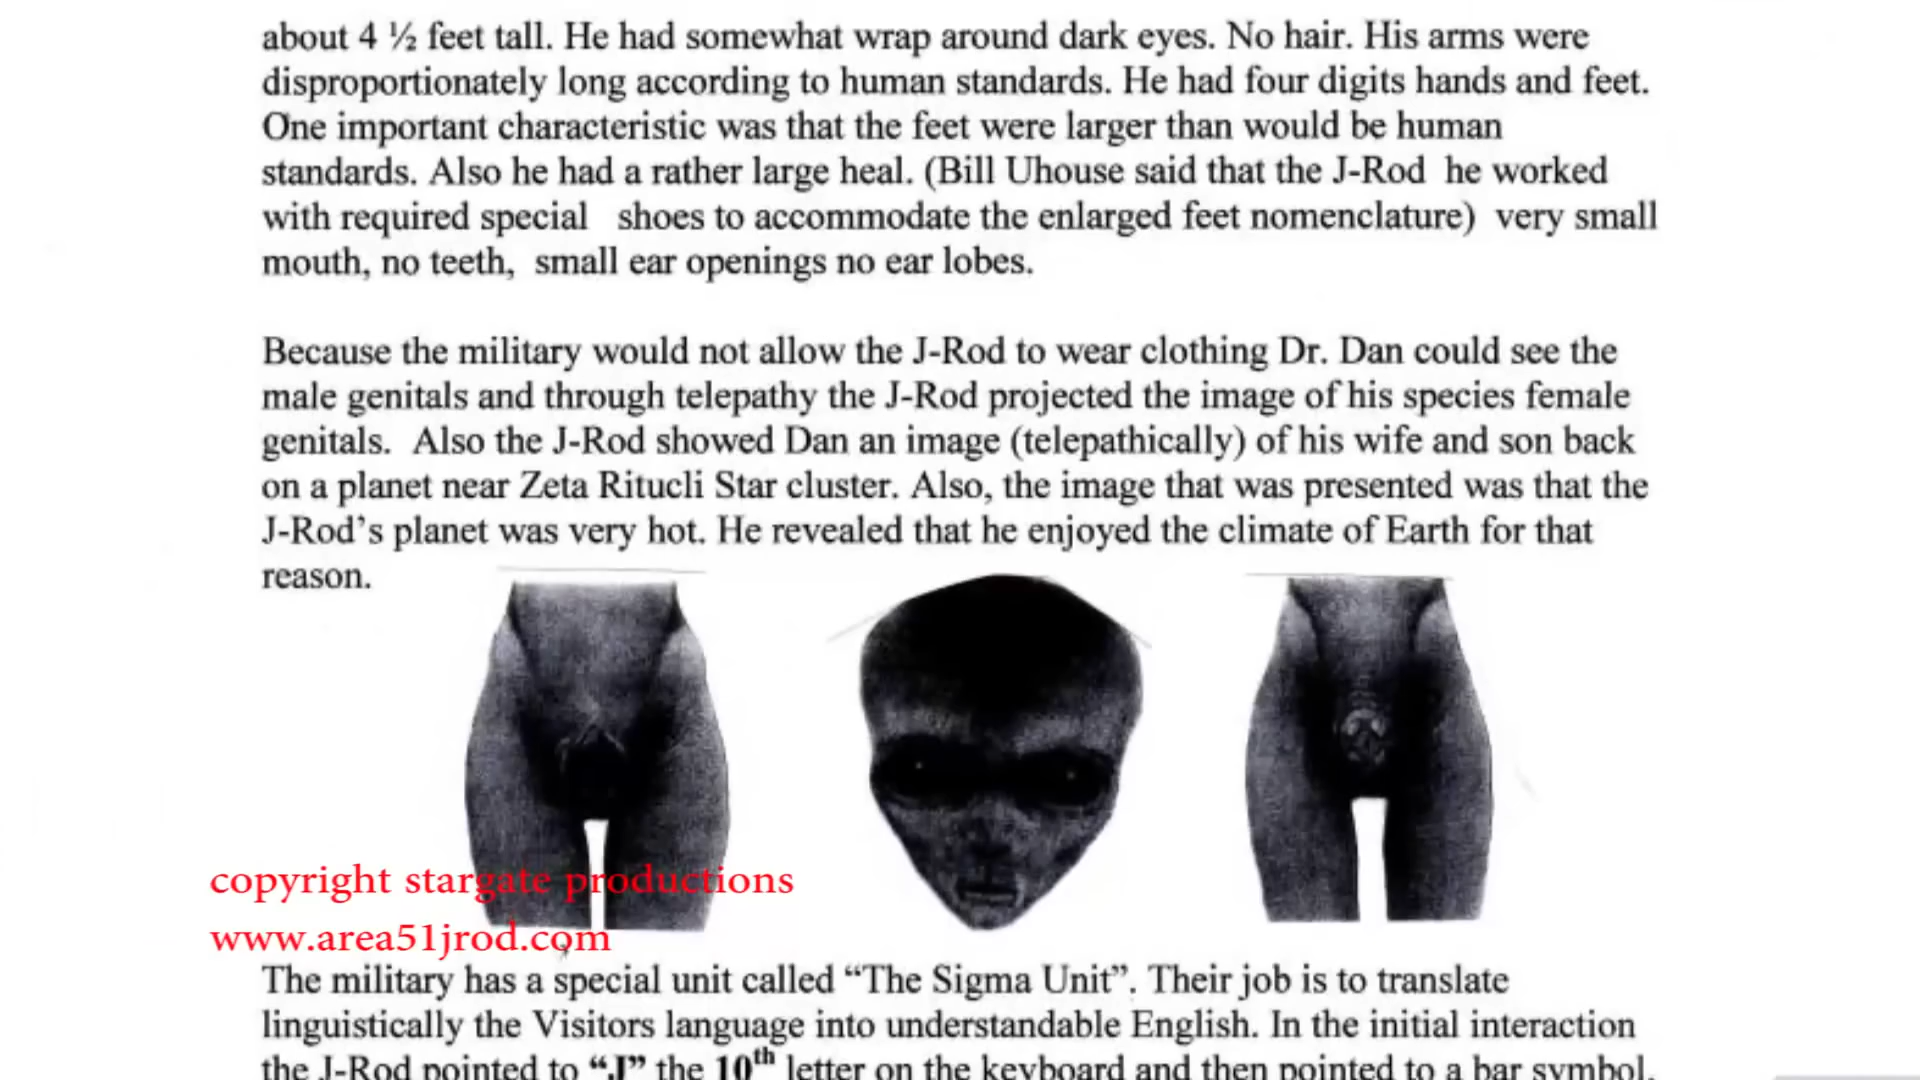 about 4 ½ feet tall. He had somewhat wrap around dark eyes. No hair. His arms were
disproportionately long according to human standards. He had four digits hands and feet.
One important characteristic was that the feet were larger than would be human
standards. Also he had a rather large heal. (Bill Uhouse said that the J-Rod he worked
with required special shoes to accommodate the enlarged feet nomenclature) very small
mouth, no teeth, small ear openings no ear lobes.
Because the military would not allow the J-Rod to wear clothing Dr. Dan could see the
male genitals and through telepathy the J-Rod projected the image of his species female
genitals. Also the J-Rod showed Dan an image (telepathically) of his wife and son back
on a planet near Zeta Ritucli Star cluster. Also, the image that was presented was that the
J-Rod's planet was very hot. He revealed that he enjoyed the climate of Earth for that
reason.
copyright stargate productions
www.area51jrod.com
The military has a special unit called “The Sigma Unit”. Their job is to translate
linguistically the Visitors language into understandable English. In the initial interaction
the J-Rod pointed to “J” the 10th letter on the keyboard and then pointed to a bar symbol.